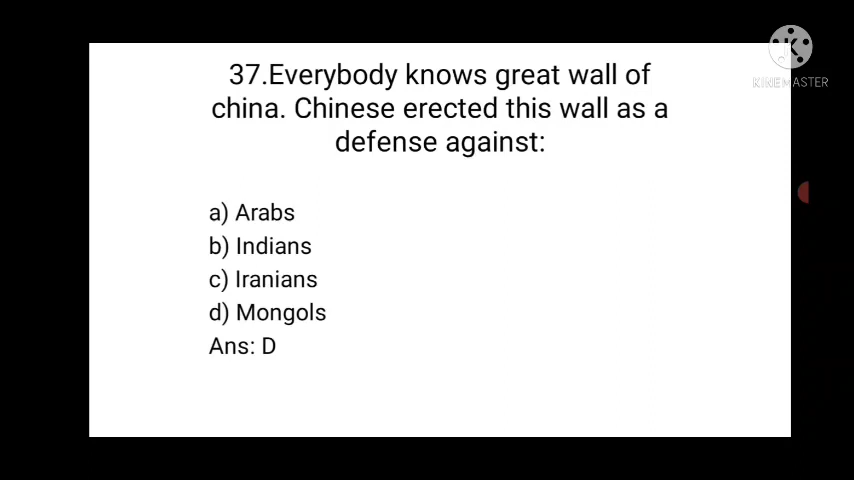 37.Everybody knows great wall of
china. Chinese erected this wall as a
defense against:
a) Arabs
b) Indians
c) Iranians
d) Mongols
Ans: D
K
KINEMASTER